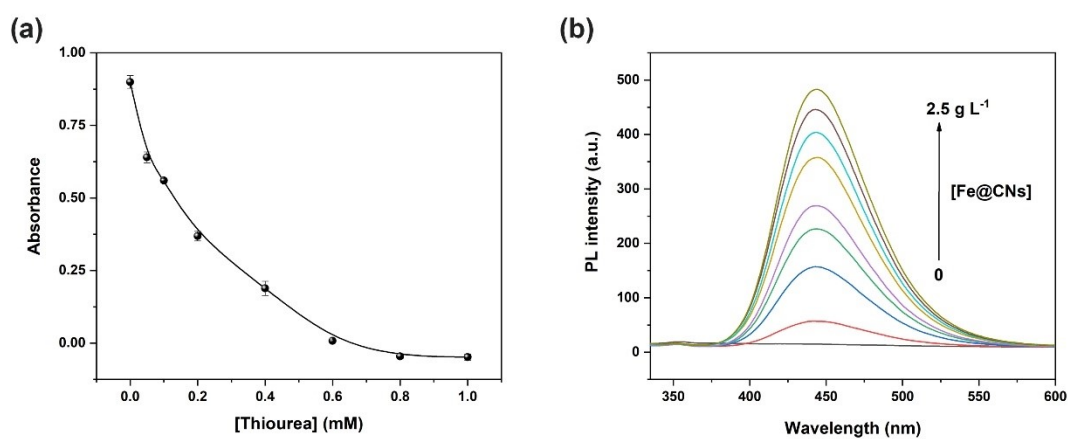 (a)
1.00
0.75
0.50
0.25
0.00
Absorbance
0.0 0.2 0.4 0.6 0.8 1.0
[Thiourea] (mM)
(b)
500
400
300
200
100
0
PL intensity (a.u.)
2.5 g L⁻¹
[Fe@CNs]
0
350 400 450 500 550 600
Wavelength (nm)